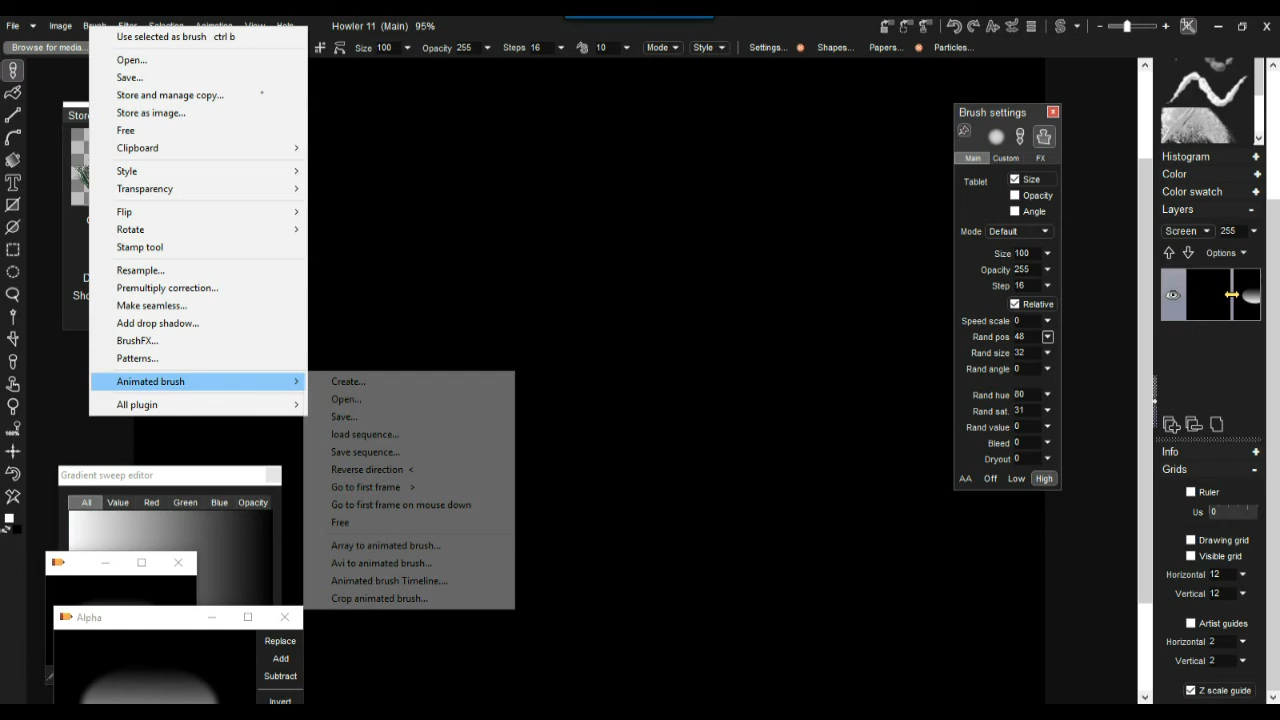 File
Image
Brush
Filter
Selections
Animation
View
Help
Howler 11 (Main)   95%
Browse for media...
Size 100
Opacity 255
Steps 16
10
Mode
Style
Settings...
Shapes...
Papers...
Particles...
Use selected as brush   ctrl b
Open...
Save...
Store and manage copy...   *
Store as image...
Free
Clipboard
Style
Transparency
Flip
Rotate
Stamp tool
Resample...
Premultiply correction...
Make seamless...
Add drop shadow...
BrushFX...
Patterns...
Animated brush
All plugin
Create...
Open...
Save...
load sequence...
Save sequence...
Reverse direction   <
Go to first frame   >
Go to first frame on mouse down
Free
Array to animated brush...
Avi to animated brush...
Animated brush Timeline....
Crop animated brush...
Gradient sweep editor
All
Value
Red
Green
Blue
Opacity
Alpha
Replace
Add
Subtract
Invert
Brush settings
Main
Custom
FX
Tablet
Size
Opacity
Angle
Mode Default
Size 100
Opacity 255
Step 16
Relative
Speed scale 0
Rand pos 48
Rand size 32
Rand angle 0
Rand hue 80
Rand sat. 31
Rand value 0
Bleed 0
Dryout 0
AA Off Low High
Histogram
Color
Color swatch
Layers
Screen 255
Options
Info
Grids
Ruler
Us 0
Drawing grid
Visible grid
Horizontal 12
Vertical 12
Artist guides
Horizontal 2
Vertical 2
Z scale guide